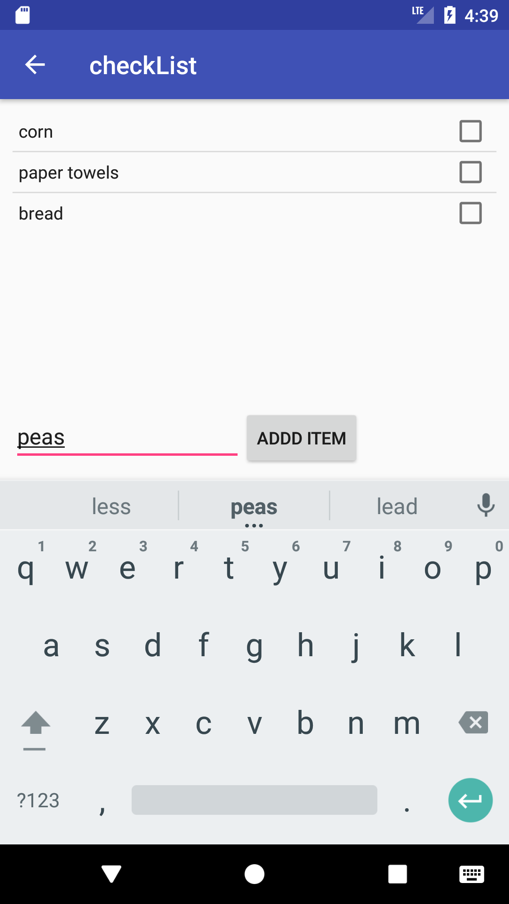 LTE 4:39
checkList
corn
paper towels
bread
peas ADDD ITEM
less peas lead
1 2 3 4 5 6 7 8 9 0
q w e r t y u i o p
a s d f g h j k l
z x c v b n m
?123 , .